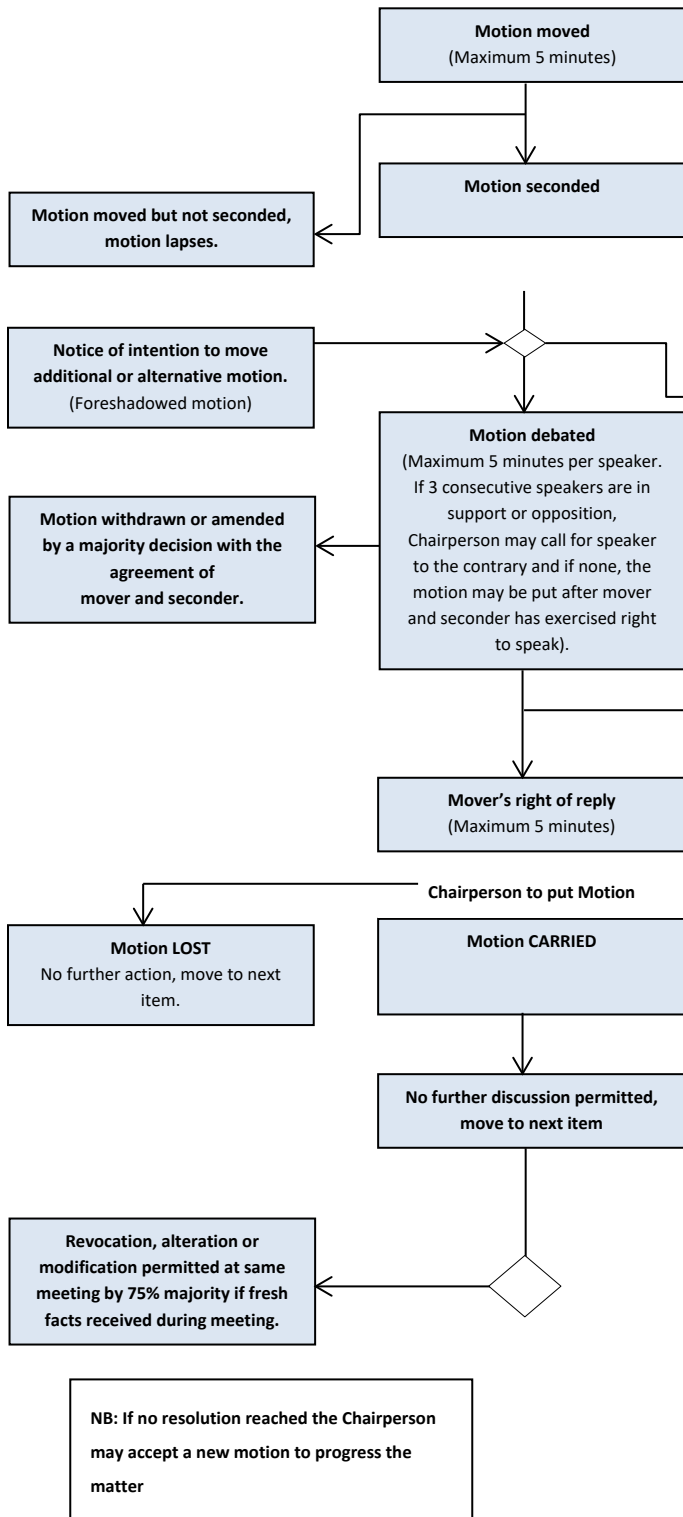 Motion moved
(Maximum 5 minutes)
Motion seconded
Motion moved but not seconded,
motion lapses.
Notice of intention to move
additional or alternative motion.
(Foreshadowed motion)
Motion debated
(Maximum 5 minutes per speaker.
If 3 consecutive speakers are in
support or opposition,
Chairperson may call for speaker
to the contrary and if none, the
motion may be put after mover
and seconder has exercised right
to speak).
Motion withdrawn or amended
by a majority decision with the
agreement of
mover and seconder.
Mover’s right of reply
(Maximum 5 minutes)
Chairperson to put Motion
Motion LOST
No further action, move to next
item.
Motion CARRIED
No further discussion permitted,
move to next item
Revocation, alteration or
modification permitted at same
meeting by 75% majority if fresh
facts received during meeting.
NB: If no resolution reached the Chairperson
may accept a new motion to progress the
matter